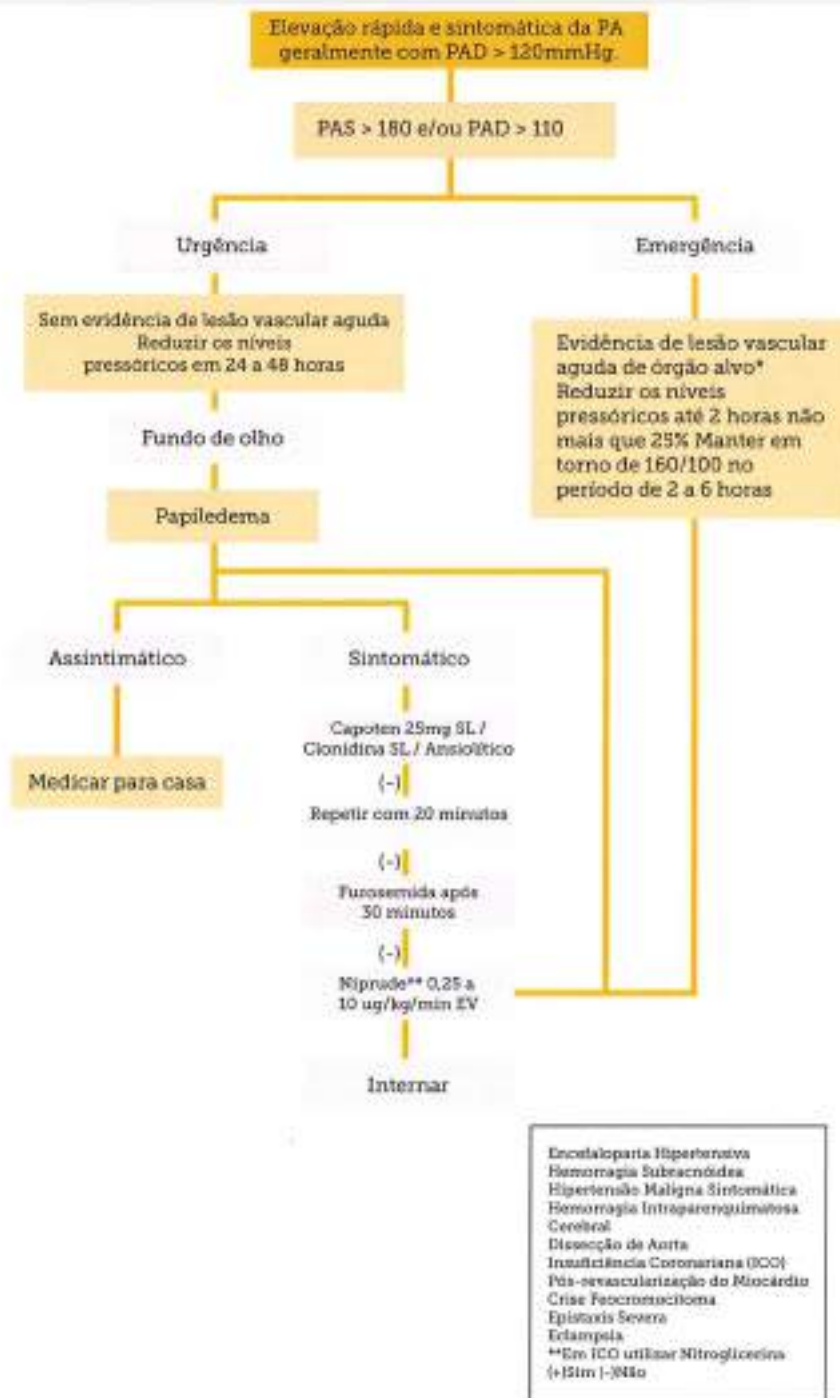 Elevação rápida e sintomática da PA
geralmente com PAD > 120mmHg.
PAS > 180 e/ou PAD > 110
Urgência
Emergência
Sem evidência de lesão vascular aguda
Reduzir os níveis
pressóricos em 24 a 48 horas
Evidência de lesão vascular
aguda de órgão alvo*
Reduzir os níveis
pressóricos até 2 horas não
mais que 25% Manter em
torno de 160/100 no
período de 2 a 6 horas
Fundo de olho
Papiledema
Assintimático
Sintomático
Medicar para casa
Capoten 25mg SL /
Clonidina SL / Ansiolítico
(-)
Repetir com 20 minutos
(-)
Furosemida após
30 minutos
(-)
Niprude** 0,25 a
10 ug/kg/min EV
Internar
Encefaloparia Hipertensiva
Hemorragia Subracnóidea
Hipertensão Maligna Sintomática
Hemorragia Intraparenquimatosa
Cerebral
Dissecção de Aorta
Insuficiência Coronariana (ICO)
Pós-revascularização do Miocárdio
Crise Feocromocitoma
Epistaxis Severa
Eclampsia
**Em ICO utilizar Nitroglicerina
(+)Sim (-)Não